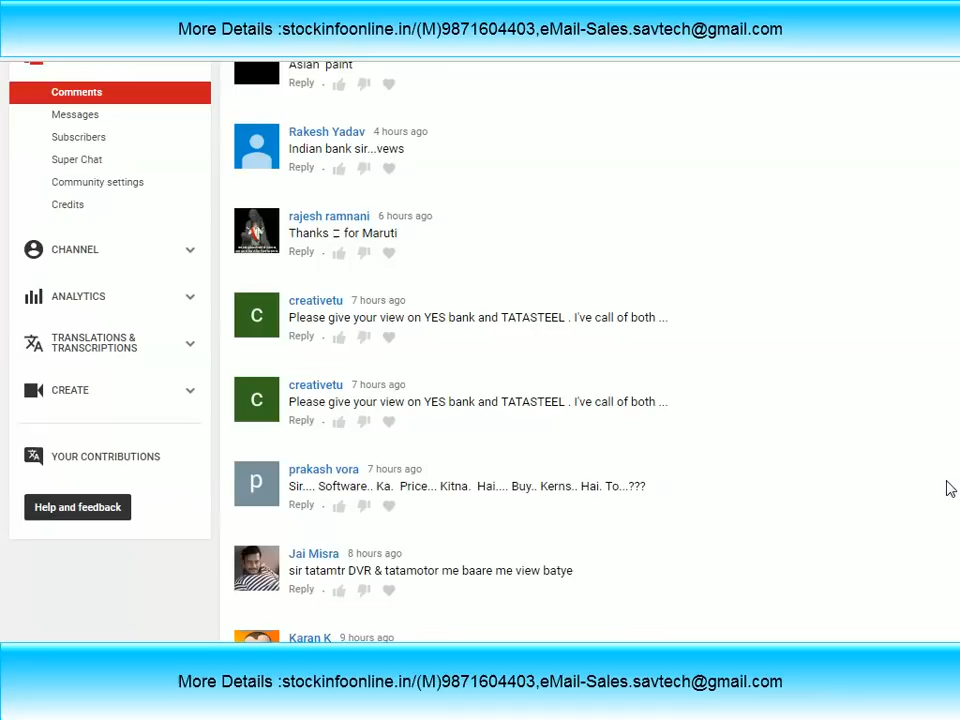 More Details :stockinfoonline.in/(M)9871604403,eMail-Sales.savtech@gmail.com
Comments
Messages
Subscribers
Super Chat
Community settings
Credits
CHANNEL
ANALYTICS
TRANSLATIONS &
TRANSCRIPTIONS
CREATE
YOUR CONTRIBUTIONS
Help and feedback
Asian paint
Reply
Rakesh Yadav 4 hours ago
Indian bank sir...vews
Reply
rajesh ramnani 6 hours ago
Thanks for Maruti
Reply
C
creativetu 7 hours ago
Please give your view on YES bank and TATASTEEL . I've call of both ...
Reply
C
creativetu 7 hours ago
Please give your view on YES bank and TATASTEEL . I've call of both ...
Reply
p
prakash vora 7 hours ago
Sir.... Software.. Ka. Price... Kitna. Hai.... Buy.. Kerns.. Hai. To...???
Reply
Jai Misra 8 hours ago
sir tatamtr DVR & tatamotor me baare me view batye
Reply
Karan K 9 hours ago
More Details :stockinfoonline.in/(M)9871604403,eMail-Sales.savtech@gmail.com